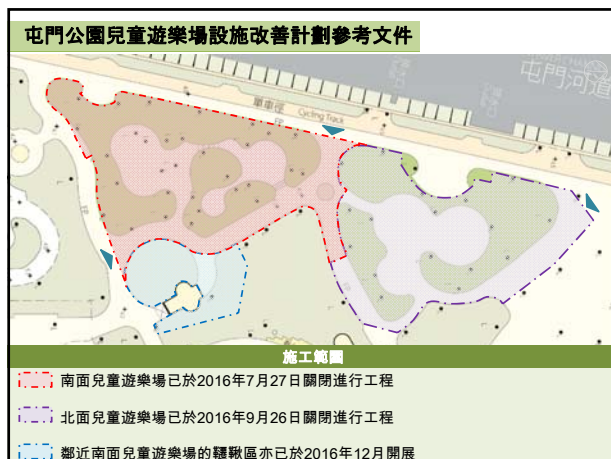 屯門公園兒童遊樂場設施改善計劃參考文件
屯門河道
單車徑 Cycling Track
FP
FP
施工範圍
南面兒童遊樂場已於2016年7月27日關閉進行工程
北面兒童遊樂場已於2016年9月26日關閉進行工程
鄰近南面兒童遊樂場的韆鞦區亦已於2016年12月開展